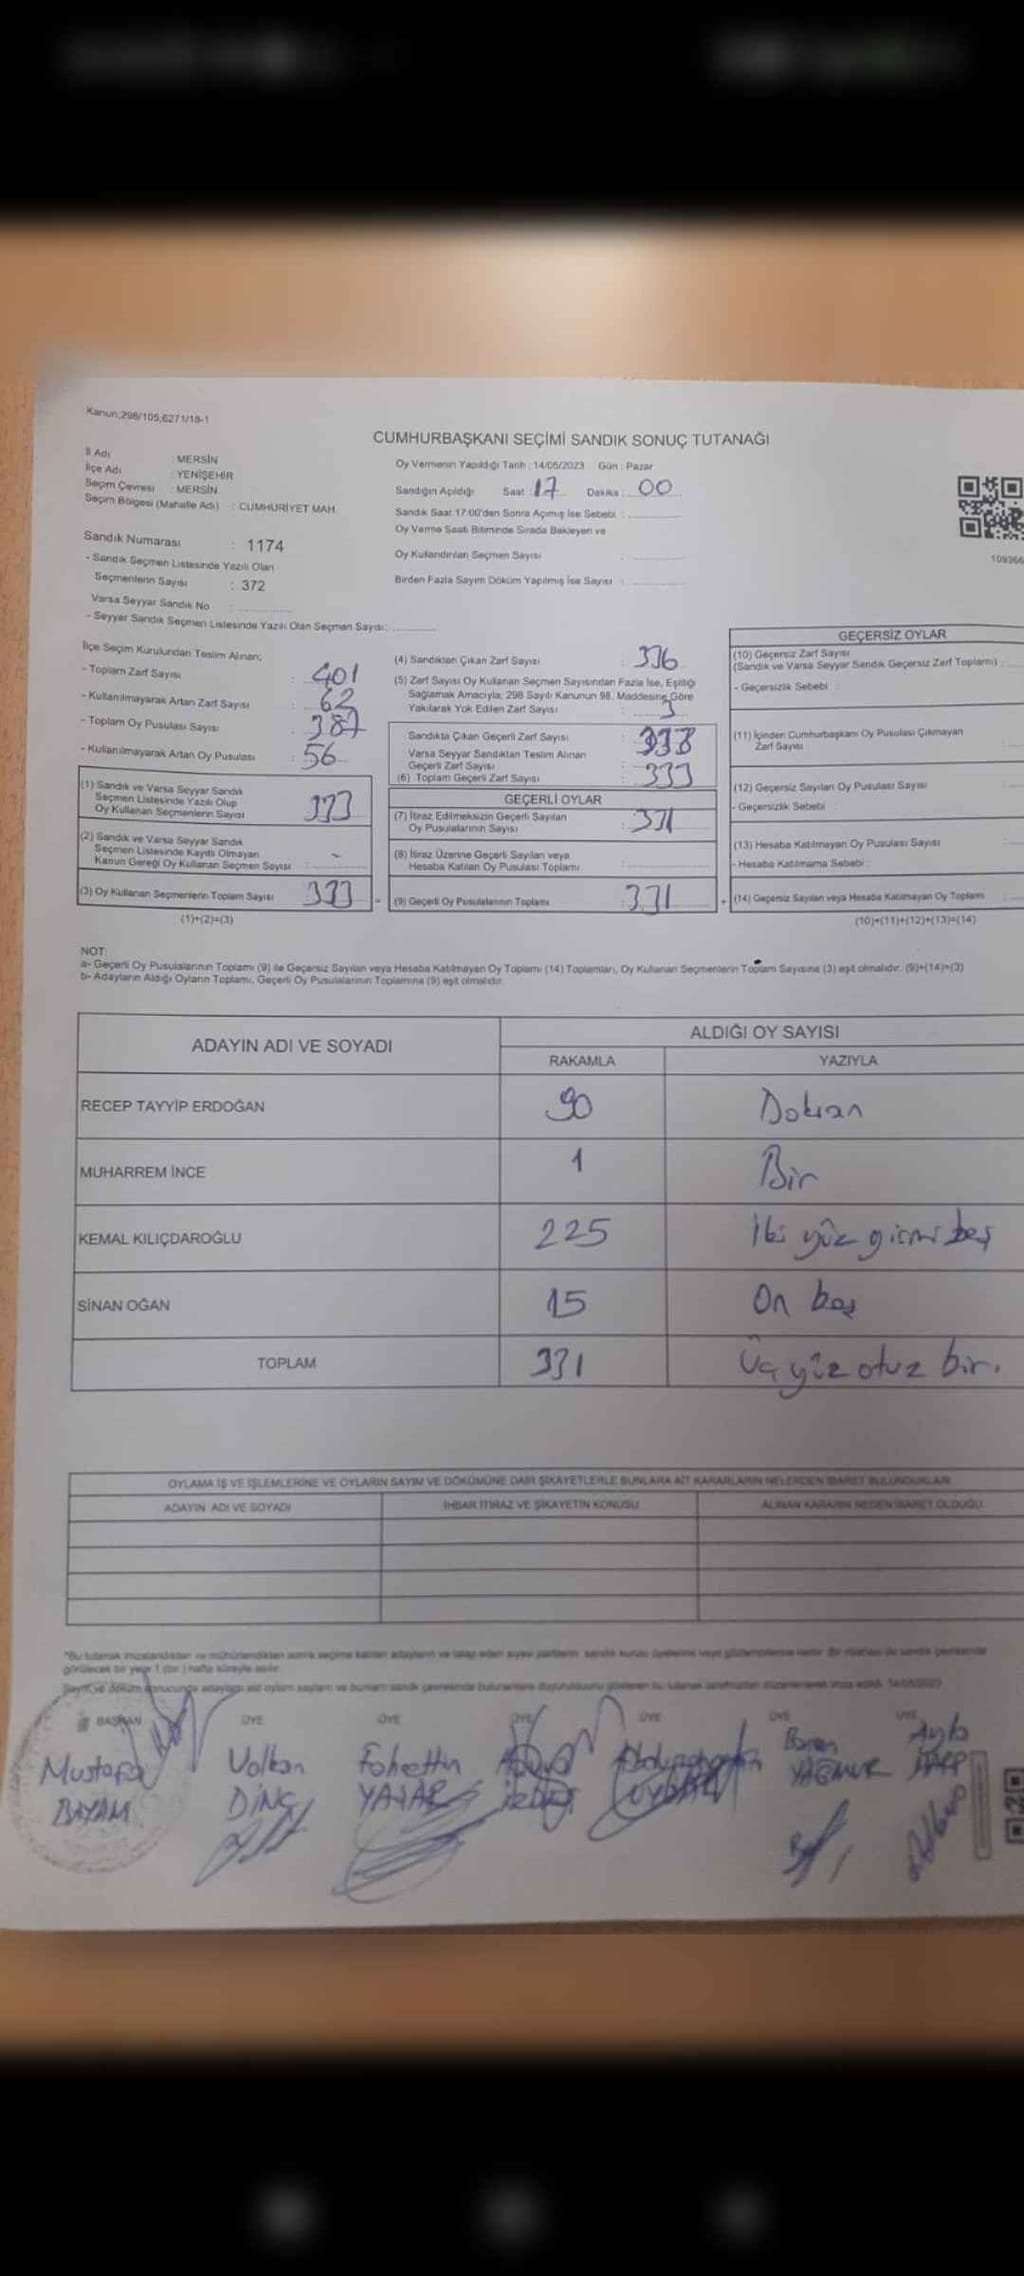 Kanun;298/105,6271/18-1
CUMHURBAŞKANI SEÇİMİ SANDIK SONUÇ TUTANAĞI
İl Adı : MERSİN
İlçe Adı : YENİŞEHİR
Seçim Çevresi : MERSİN
Seçim Bölgesi (Mahalle Adı) : CUMHURİYET MAH.
Sandık Numarası : 1174
- Sandık Seçmen Listesinde Yazılı Olan
Seçmenlerin Sayısı : 372
Varsa Seyyar Sandık No :
- Seyyar Sandık Seçmen Listesinde Yazılı Olan Seçmen Sayısı:
Oy Vermenin Yapıldığı Tarih : 14/05/2023 Gün : Pazar
Sandığın Açıldığı Saat : 17 Dakika : 00
Sandık Saat 17:00'den Sonra Açılmış İse Sebebi :
Oy Verme Saati Bitiminde Sırada Bekleyen ve
Oy Kullandırılan Seçmen Sayısı :
Birden Fazla Sayım Döküm Yapılmış İse Sayısı :
109366
İlçe Seçim Kurulundan Teslim Alınan;
- Toplam Zarf Sayısı : 401
- Kullanılmayarak Artan Zarf Sayısı : 62
- Toplam Oy Pusulası Sayısı : 387
- Kullanılmayarak Artan Oy Pusulası : 56
(1) Sandık ve Varsa Seyyar Sandık
Seçmen Listesinde Yazılı Olup
Oy Kullanan Seçmenlerin Sayısı : 333
(2) Sandık ve Varsa Seyyar Sandık
Seçmen Listesinde Kayıtlı Olmayan
Kanun Gereği Oy Kullanan Seçmen Sayısı : -
(3) Oy Kullanan Seçmenlerin Toplam Sayısı : 333
(1)+(2)=(3)
(4) Sandıktan Çıkan Zarf Sayısı : 336
(5) Zarf Sayısı Oy Kullanan Seçmen Sayısından Fazla İse, Eşitliği
Sağlamak Amacıyla, 298 Sayılı Kanunun 98. Maddesine Göre
Yakılarak Yok Edilen Zarf Sayısı : 3
Sandıkta Çıkan Geçerli Zarf Sayısı : 333
Varsa Seyyar Sandıktan Teslim Alınan
Geçerli Zarf Sayısı :
(6) Toplam Geçerli Zarf Sayısı : 333
GEÇERLİ OYLAR
(7) İtiraz Edilmeksizin Geçerli Sayılan
Oy Pusulalarının Sayısı : 331
(8) İtiraz Üzerine Geçerli Sayılan veya
Hesaba Katılan Oy Pusulası Toplamı :
(9) Geçerli Oy Pusulalarının Toplamı : 331
GEÇERSİZ OYLAR
(10) Geçersiz Zarf Sayısı
(Sandık ve Varsa Seyyar Sandık Geçersiz Zarf Toplamı) :
- Geçersizlik Sebebi :
(11) İçinden Cumhurbaşkanı Oy Pusulası Çıkmayan
Zarf Sayısı
(12) Geçersiz Sayılan Oy Pusulası Sayısı
- Geçersizlik Sebebi :
(13) Hesaba Katılmayan Oy Pusulası Sayısı
- Hesaba Katılmama Sebebi :
(14) Geçersiz Sayılan veya Hesaba Katılmayan Oy Toplamı
(10)+(11)+(12)+(13)=(14)
NOT:
a- Geçerli Oy Pusulalarının Toplamı (9) ile Geçersiz Sayılan veya Hesaba Katılmayan Oy Toplamı (14) Toplamları, Oy Kullanan Seçmenlerin Toplam Sayısına (3) eşit olmalıdır. (9)+(14)=(3)
b- Adayların Aldığı Oyların Toplamı, Geçerli Oy Pusulalarının Toplamına (9) eşit olmalıdır.
ADAYIN ADI VE SOYADI ALDIĞI OY SAYISI
RAKAMLA YAZIYLA
RECEP TAYYİP ERDOĞAN 90 Doksan
MUHARREM İNCE 1 Bir
KEMAL KILIÇDAROĞLU 225 İki yüz yirmi beş
SİNAN OĞAN 15 On beş
TOPLAM 331 Üç yüz otuz bir.
OYLAMA İŞ VE İŞLEMLERİNE VE OYLARIN SAYIM VE DÖKÜMÜNE DAİR ŞİKAYETLERLE BUNLARA AİT KARARLARIN NELERDEN İBARET BULUNDUKLARI
ADAYIN ADI VE SOYADI İHBAR İTİRAZ VE ŞİKAYETİN KONUSU ALINAN KARARIN NEDEN İBARET OLDUĞU
BAŞKAN ÜYE ÜYE ÜYE ÜYE ÜYE ÜYE
Mustafa Volkan Fahettin Baran
BAYAM DİNÇ YAŞAR YAĞMUR